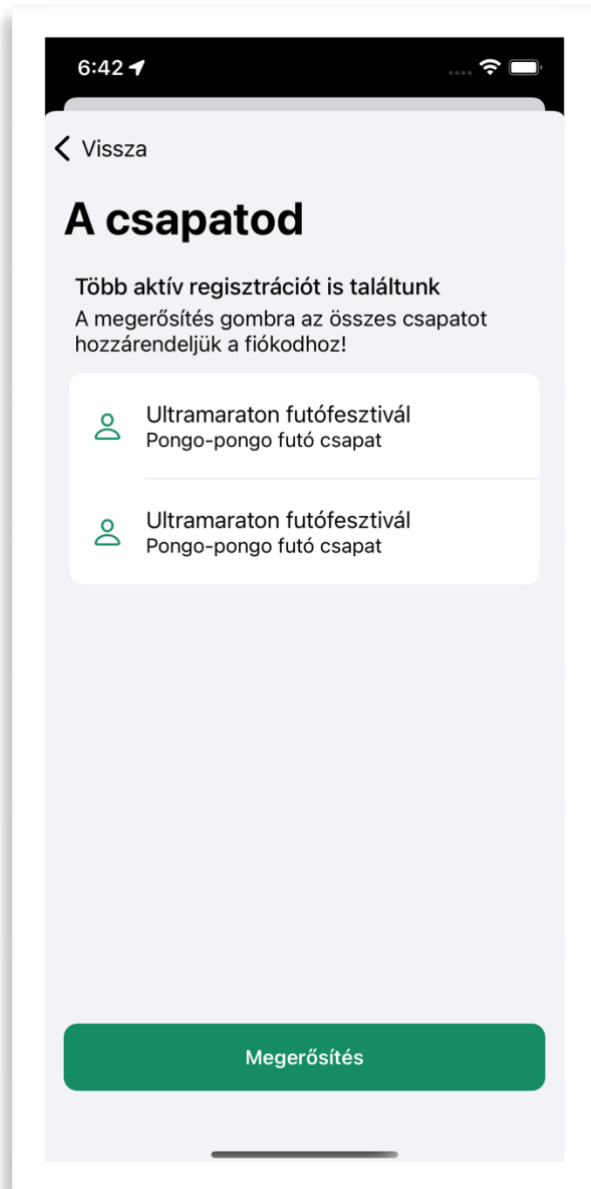 6:42
Vissza
A csapatod
Több aktív regisztrációt is találtunk
A megerősítés gombra az összes csapatot
hozzárendeljük a fiókodhoz!
Ultramaraton futófesztivál
Pongo-pongo futó csapat
Ultramaraton futófesztivál
Pongo-pongo futó csapat
Megerősítés